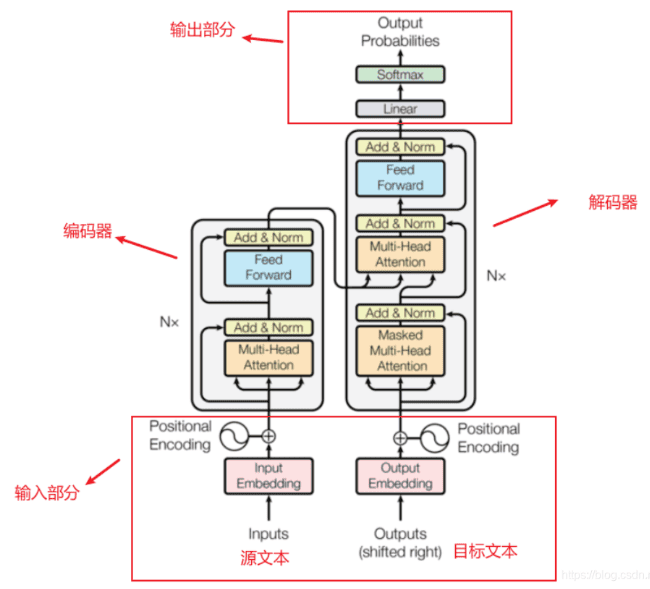 输出部分
Output
Probabilities
Softmax
Linear
解码器
Add & Norm
Feed
Forward
Add & Norm
Multi-Head
Attention
N×
Add & Norm
Masked
Multi-Head
Attention
编码器
Add & Norm
Feed
Forward
N×
Add & Norm
Multi-Head
Attention
Positional
Encoding
Positional
Encoding
输入部分
Input
Embedding
Output
Embedding
Inputs
源文本
Outputs
(shifted right)
目标文本
https://blog.csdn.